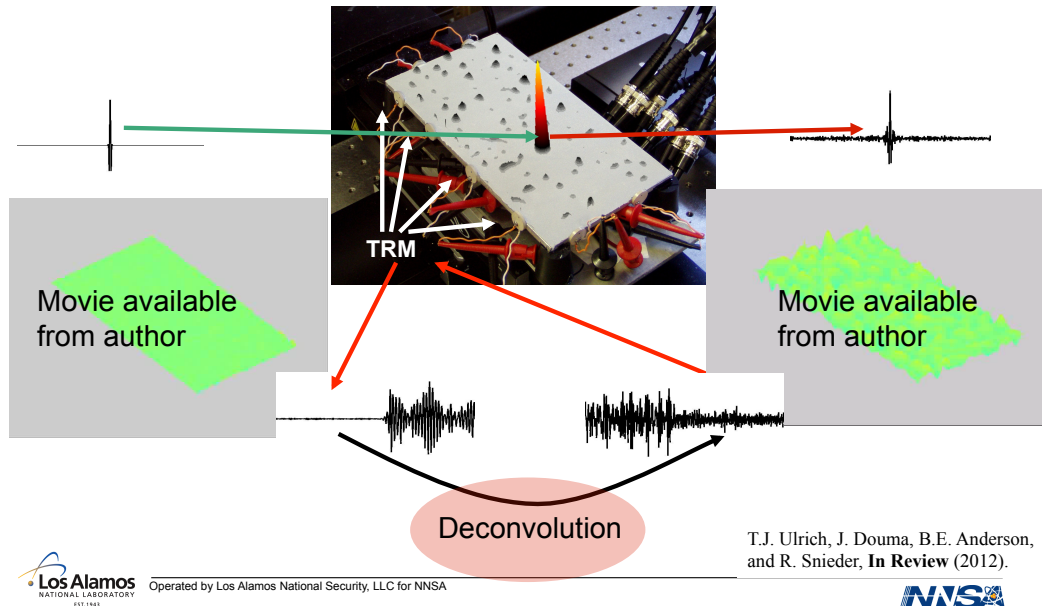 TRM
Movie available
from author
Movie available
from author
Deconvolution
T.J. Ulrich, J. Douma, B.E. Anderson,
and R. Snieder, In Review (2012).
Los Alamos
NATIONAL LABORATORY
EST.1943
Operated by Los Alamos National Security, LLC for NNSA
NNSA